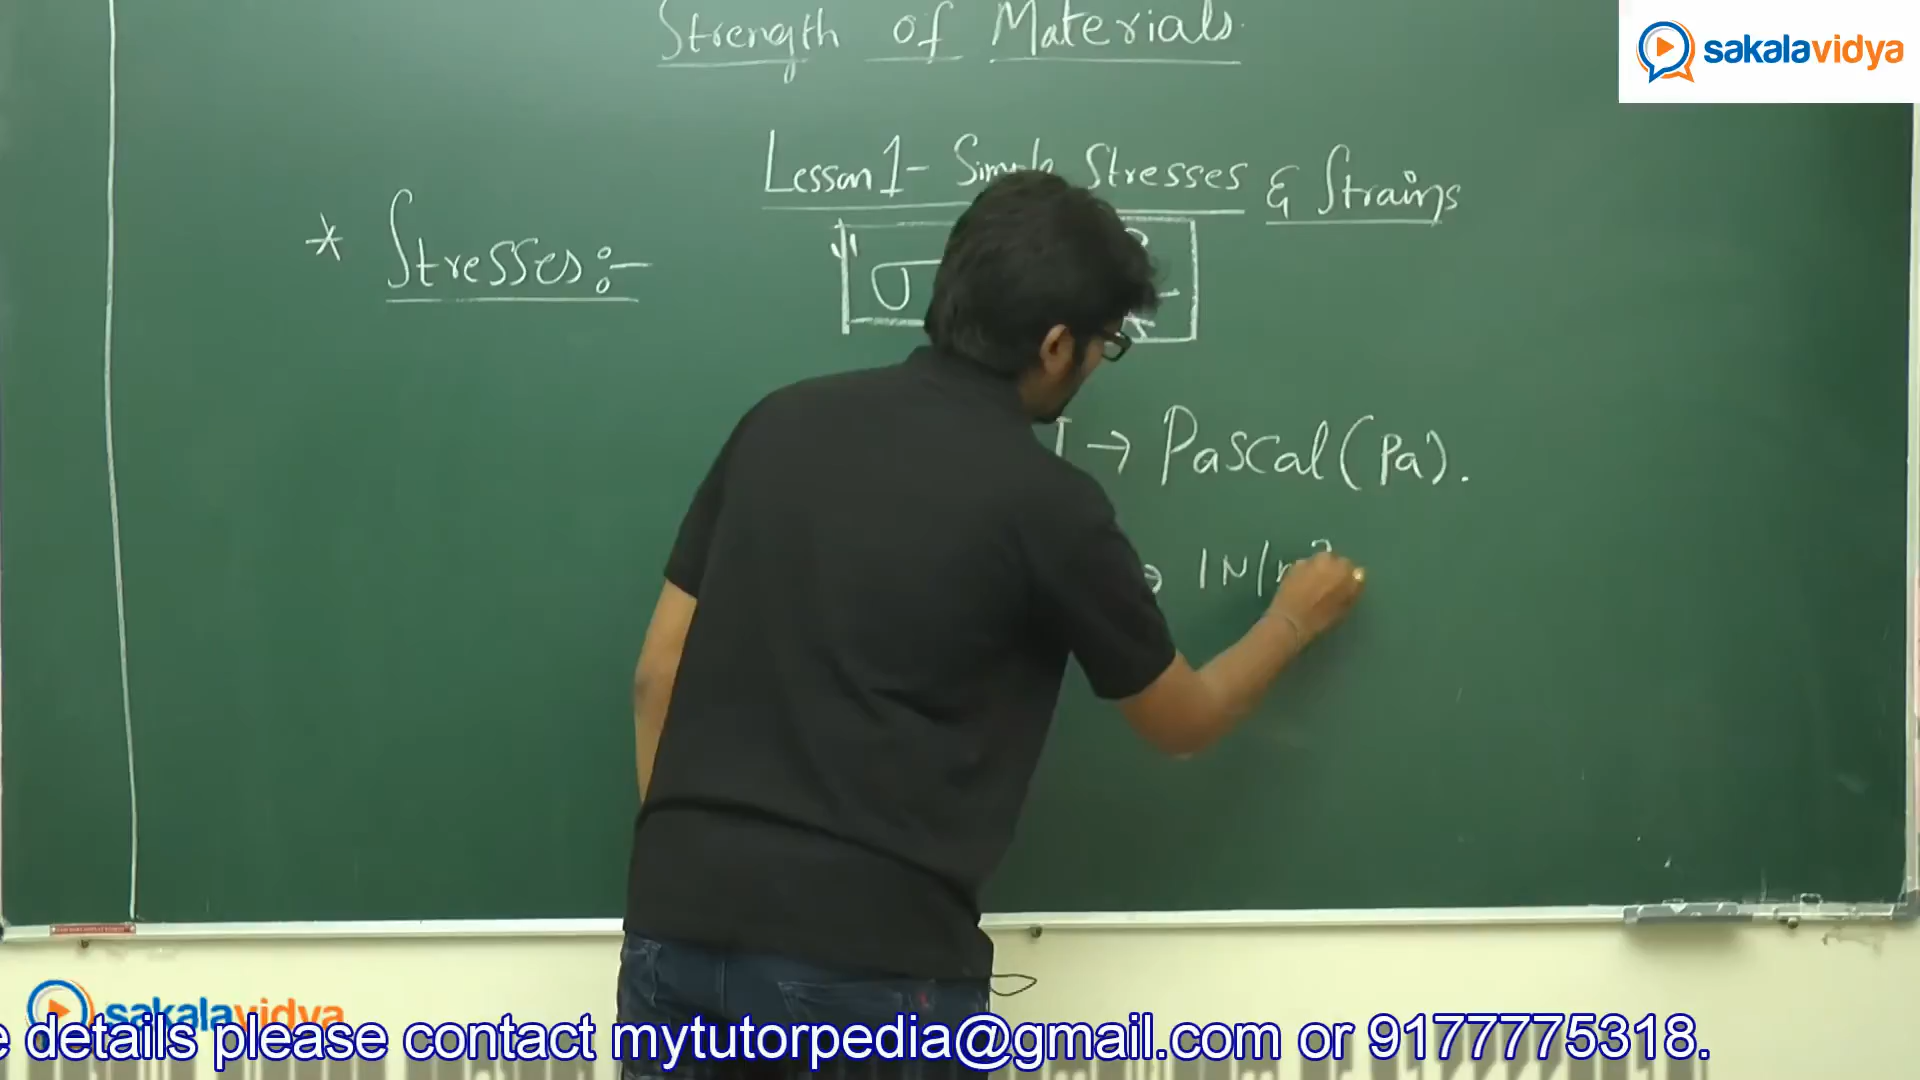 Strength of Materials.
sakalavidya
Lesson 1- Simple Stresses & Strains
* Stresses:-
σ
→ Pascal (Pa).
1N/m²
sakalavidya
details please contact mytutorpedia@gmail.com or 9177775318.